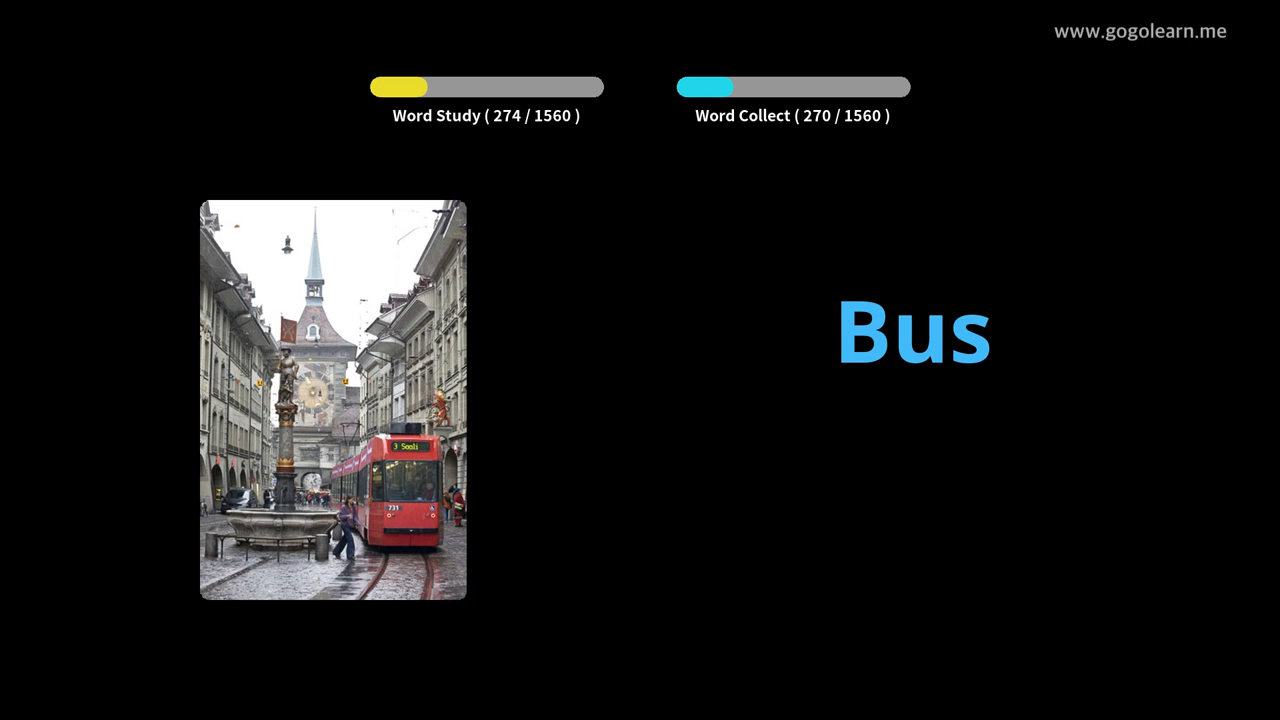 www.gogolearn.me
Word Study ( 274 / 1560 )
Word Collect ( 270 / 1560 )
3 Saali
731
Bus